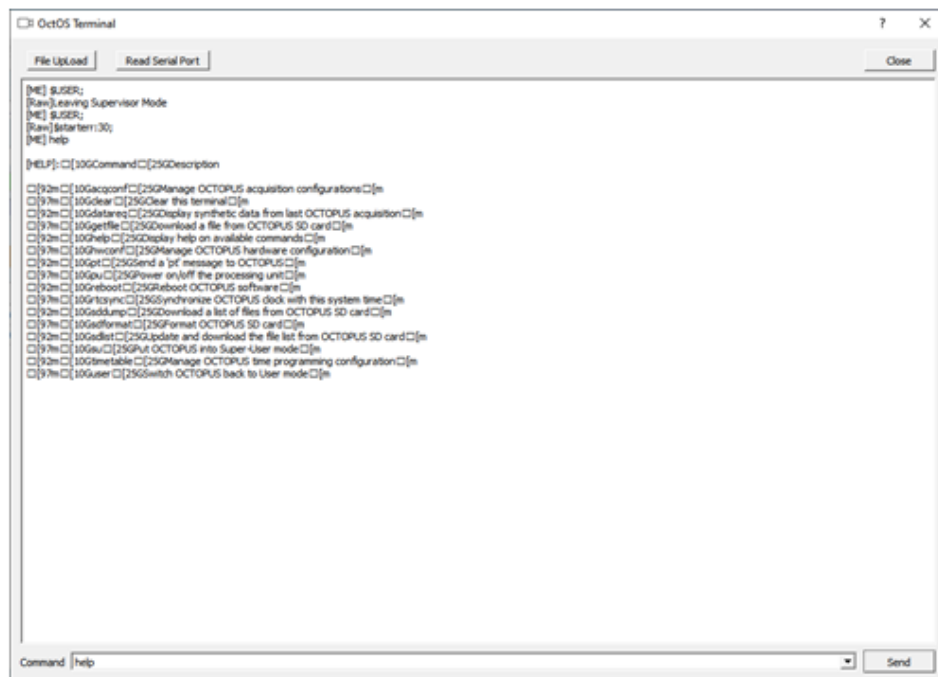 OctOS Terminal
File UpLoad
Read Serial Port
Close
[ME] $USER;
[Raw]Leaving Supervisor Mode
[ME] $USER;
[Raw]$starterr:30;
[ME] help
[HELP]:□[10GCommand□[25GDescription
□[92m□[10Gacqconf□[25GManage OCTOPUS acquisition configurations□[m
□[97m□[10Gclear□[25GClear this terminal□[m
□[92m□[10Gdatareq□[25GDisplay synthetic data from last OCTOPUS acquisition□[m
□[97m□[10Ggetfile□[25GDownload a file from OCTOPUS SD card□[m
□[92m□[10Ghelp□[25GDisplay help on available commands□[m
□[97m□[10Ghwconf□[25GManage OCTOPUS hardware configuration□[m
□[92m□[10Gpt□[25GSend a 'pt' message to OCTOPUS□[m
□[97m□[10Gpu□[25GPower on/off the processing unit□[m
□[92m□[10Greboot□[25GReboot OCTOPUS software□[m
□[97m□[10Grtcsync□[25GSynchronize OCTOPUS clock with this system time□[m
□[92m□[10Gsddump□[25GDownload a list of files from OCTOPUS SD card□[m
□[97m□[10Gsdformat□[25GFormat OCTOPUS SD card□[m
□[92m□[10Gsdlist□[25GUpdate and download the file list from OCTOPUS SD card□[m
□[97m□[10Gsu□[25GPut OCTOPUS into Super-User mode□[m
□[92m□[10Gtimetable□[25GManage OCTOPUS time programming configuration□[m
□[97m□[10Guser□[25GSwitch OCTOPUS back to User mode□[m
Command help
Send